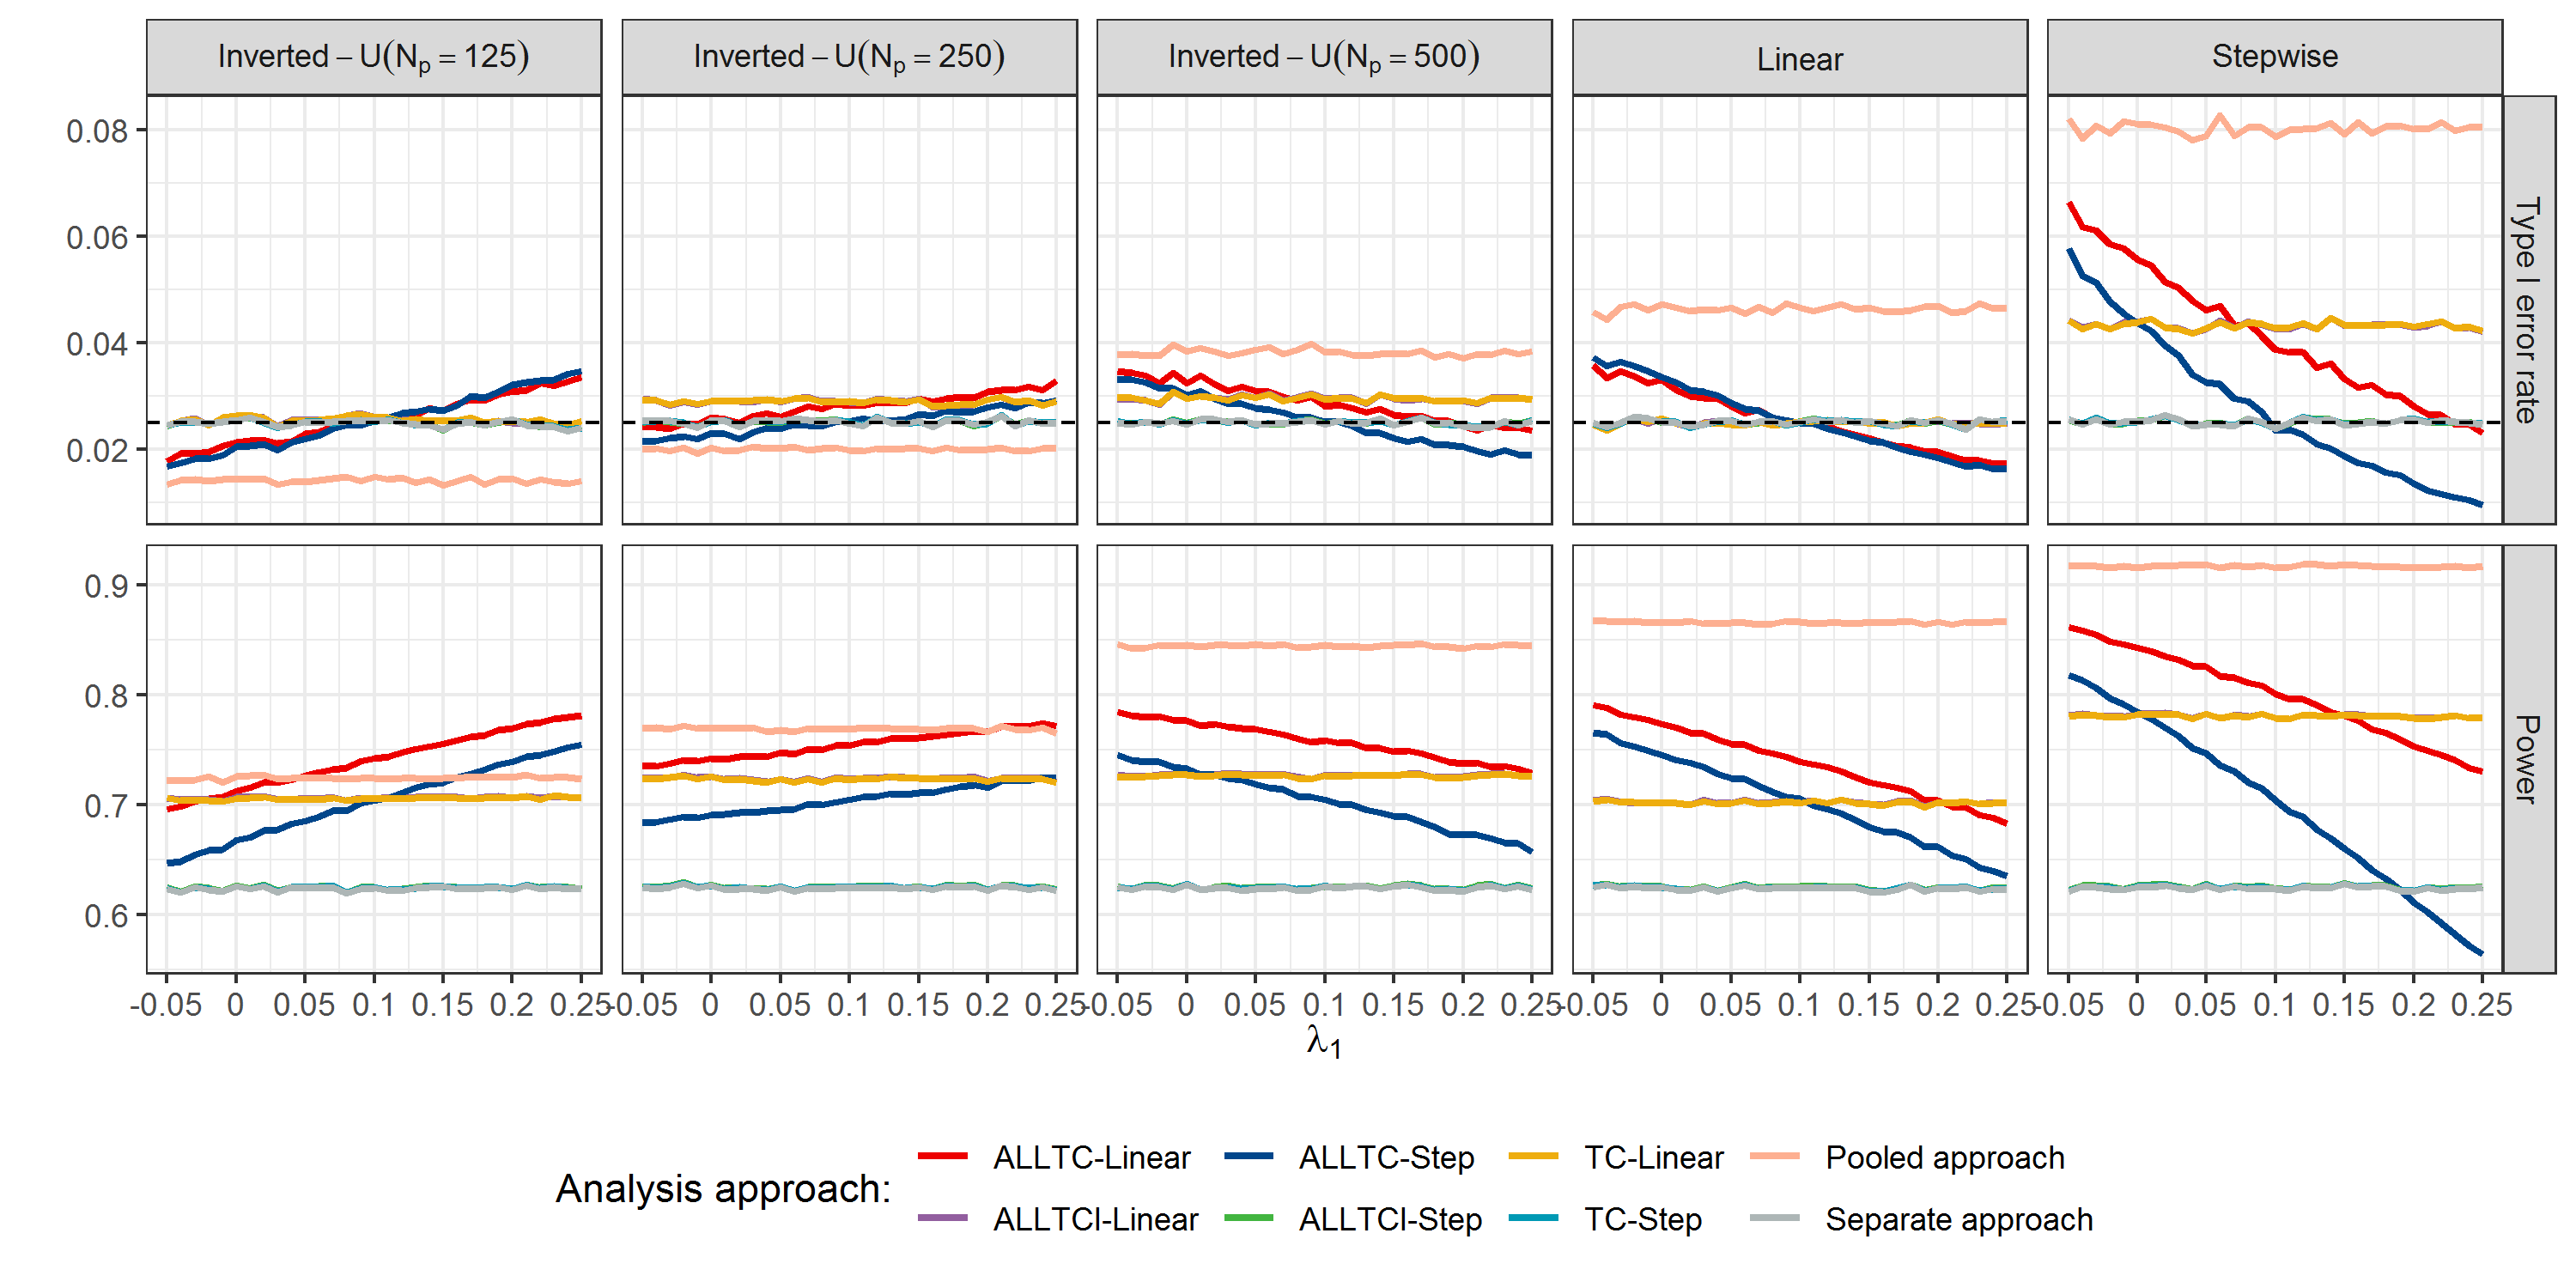 Inverted − U(Np = 125)
Inverted − U(Np = 250)
Inverted − U(Np = 500)
Linear
Stepwise
0.08
0.06
0.04
0.02
Type I error rate
0.9
0.8
0.7
0.6
Power
-0.05 0 0.05 0.1 0.15 0.2 0.25
-0.05 0 0.05 0.1 0.15 0.2 0.25
-0.05 0 0.05 0.1 0.15 0.2 0.25
-0.05 0 0.05 0.1 0.15 0.2 0.25
-0.05 0 0.05 0.1 0.15 0.2 0.25
λ1
Analysis approach:
ALLTC-Linear ALLTC-Step TC-Linear Pooled approach
ALLTCI-Linear ALLTCI-Step TC-Step Separate approach